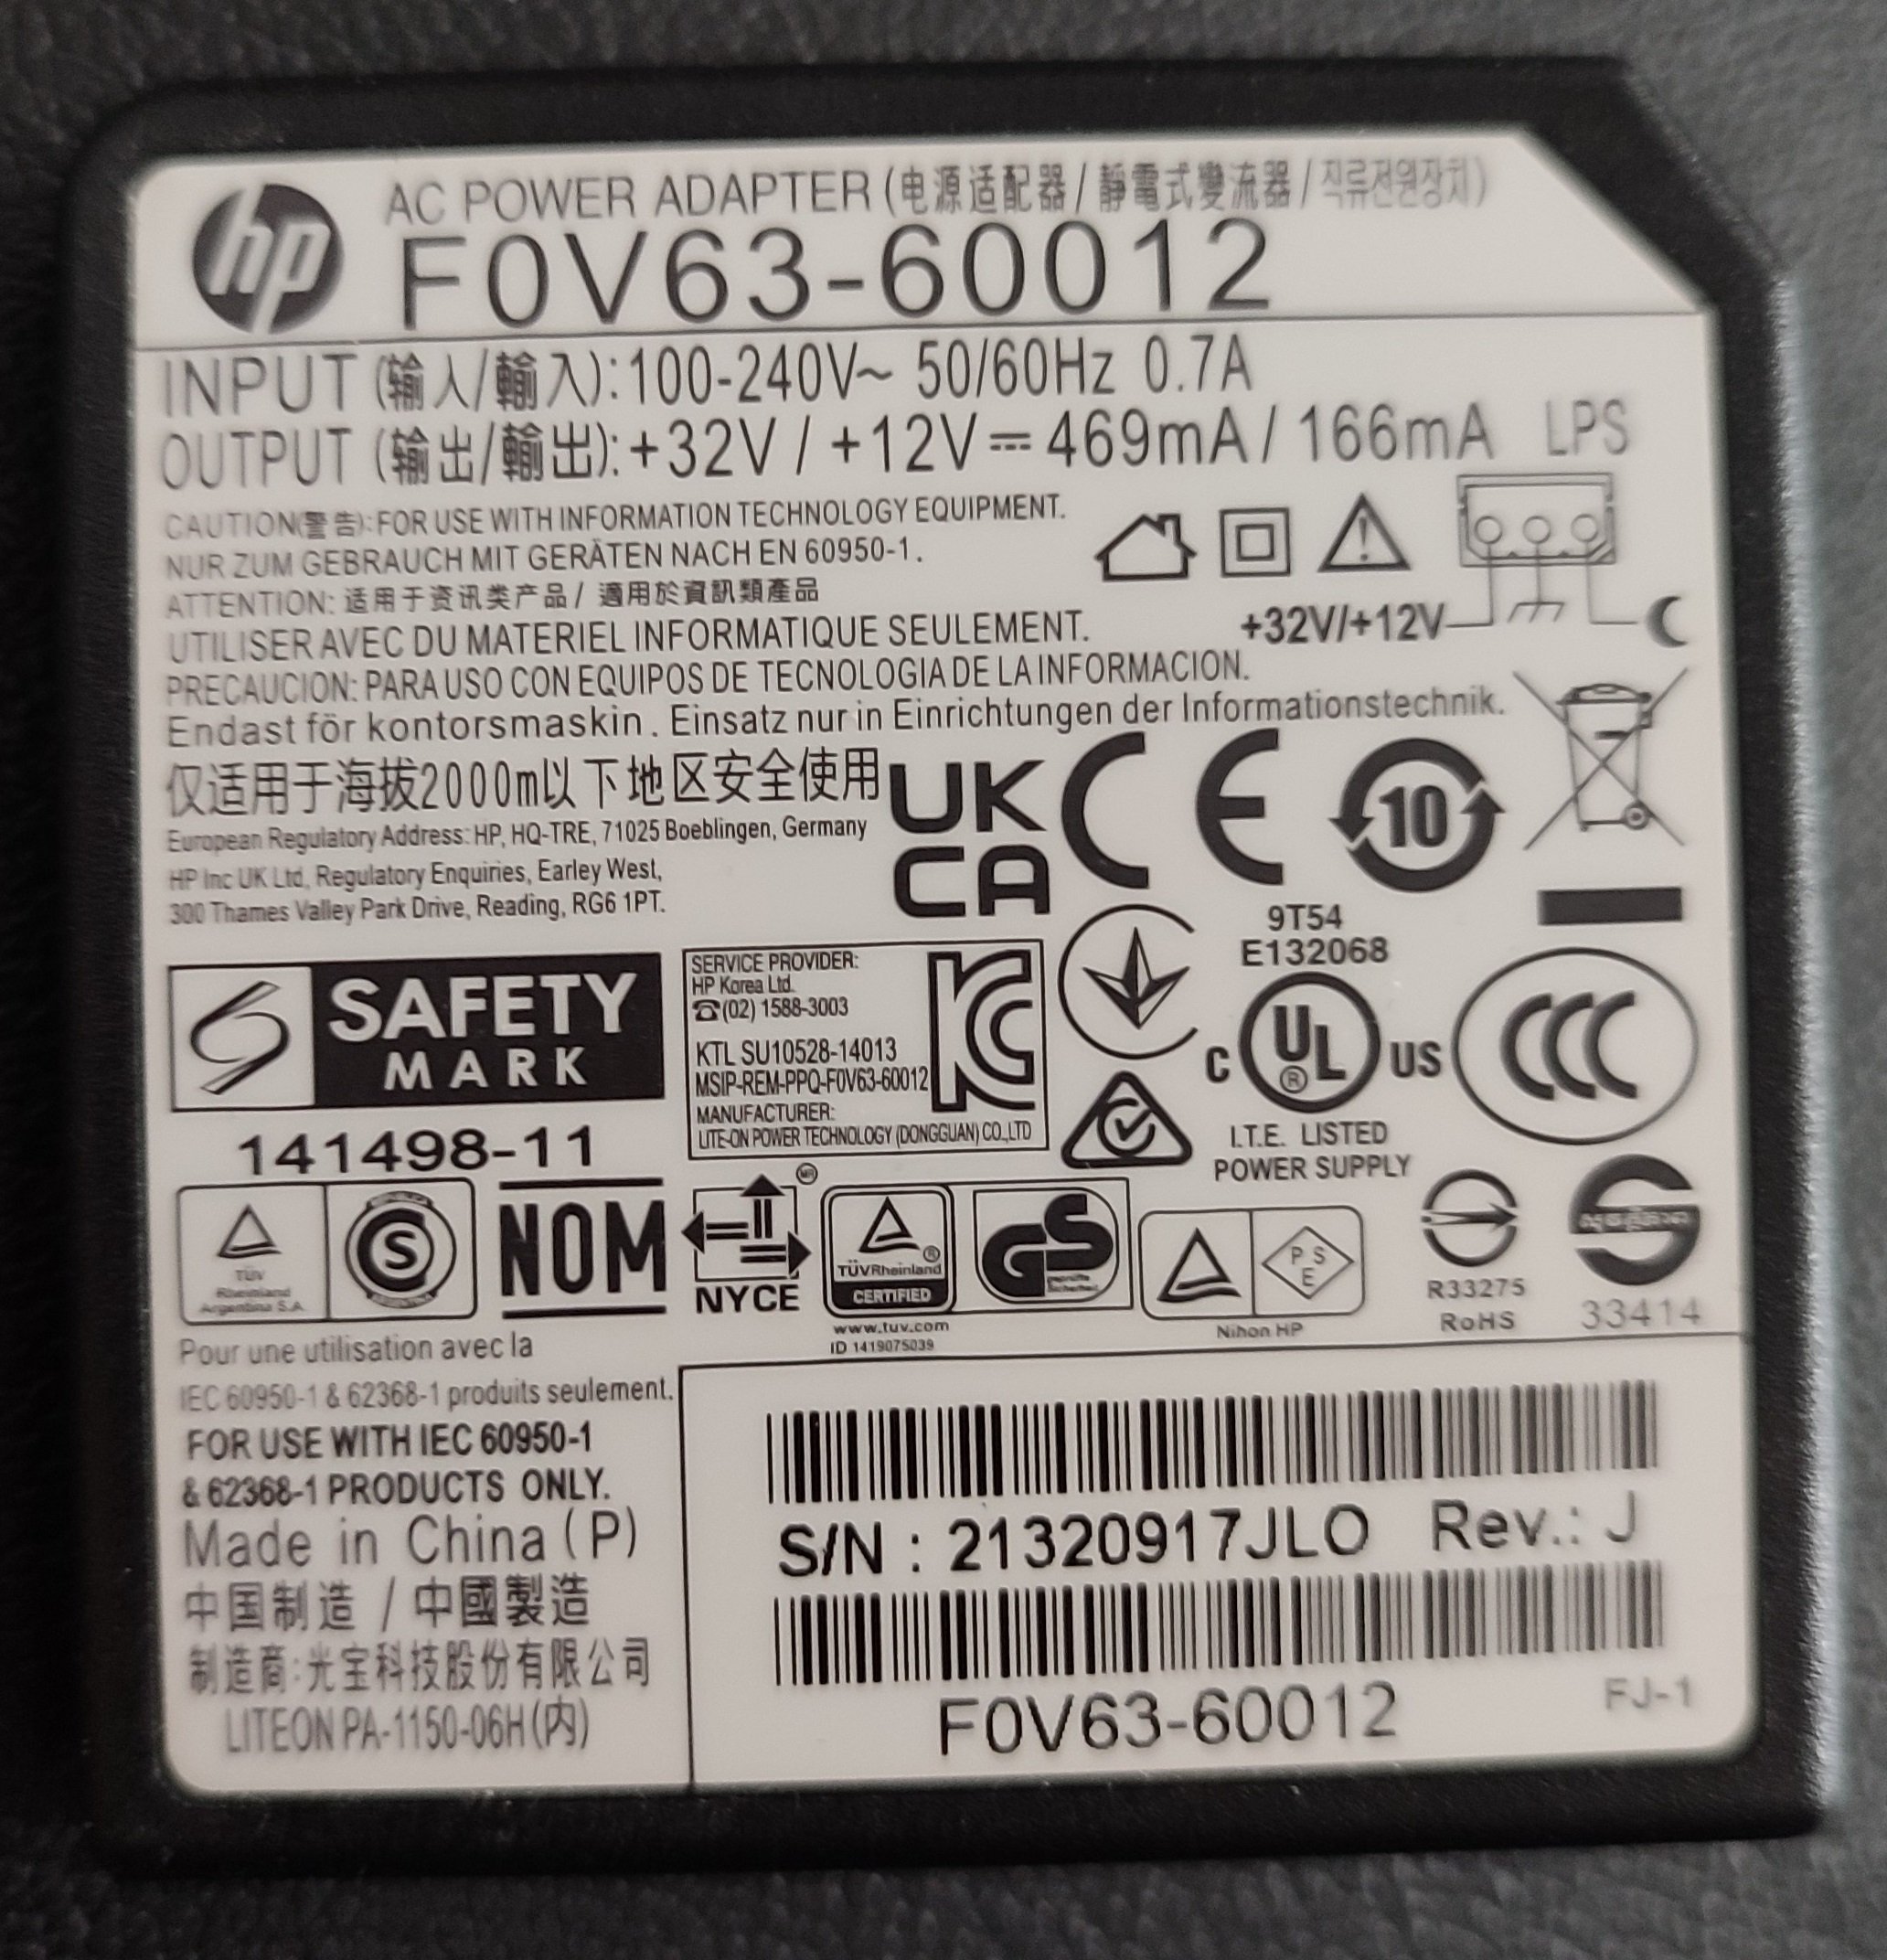 hp
AC POWER ADAPTER (电源适配器/靜電式變流器/직류전원장치)
F0V63-60012
INPUT (输入/輸入):100-240V~ 50/60Hz 0.7A
OUTPUT (输出/輸出):+32V / +12V⎓469mA/ 166mA LPS
CAUTION(警告):FOR USE WITH INFORMATION TECHNOLOGY EQUIPMENT.
NUR ZUM GEBRAUCH MIT GERÄTEN NACH EN 60950-1.
ATTENTION: 适用于资讯类产品/ 適用於資訊類產品
UTILISER AVEC DU MATERIEL INFORMATIQUE SEULEMENT.
+32V/+12V
PRECAUCION: PARA USO CON EQUIPOS DE TECNOLOGIA DE LA INFORMACION.
Endast för kontorsmaskin. Einsatz nur in Einrichtungen der Informationstechnik.
仅适用于海拔2000m以下地区安全使用
European Regulatory Address: HP, HQ-TRE, 71025 Boeblingen, Germany
HP Inc UK Ltd, Regulatory Enquiries, Earley West,
300 Thames Valley Park Drive, Reading, RG6 1PT.
UK
CA
CE
10
SAFETY
MARK
141498-11
SERVICE PROVIDER:
HP Korea Ltd.
☎(02) 1588-3003
KTL SU10528-14013
MSIP-REM-PPQ-F0V63-60012
MANUFACTURER:
LITE-ON POWER TECHNOLOGY (DONGGUAN) CO.,LTD
KC
9T54
E132068
C UL® US
I.T.E. LISTED
POWER SUPPLY
CCC
TÜV
Rheinland
Argentina S.A.
S
NOM
NYCE
MR
TÜVRheinland®
CERTIFIED
www.tuv.com
ID 1419075039
GS
geprüfte
Sicherheit
PS
E
Nihon HP
R33275
RoHS
33414
Pour une utilisation avec la
IEC 60950-1 & 62368-1 produits seulement.
FOR USE WITH IEC 60950-1
& 62368-1 PRODUCTS ONLY.
Made in China (P)
中国制造 / 中國製造
制造商:光宝科技股份有限公司
LITEON PA-1150-06H(内)
S/N : 21320917JLO Rev.: J
F0V63-60012
FJ-1